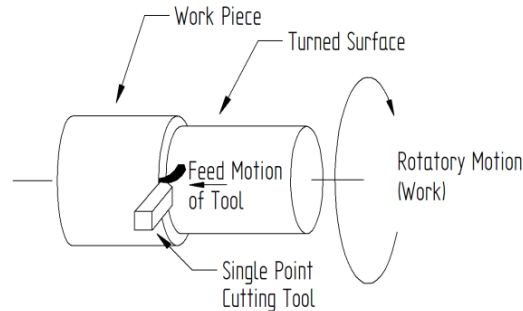 Work Piece
Turned Surface
Feed Motion
of Tool
Rotatory Motion
(Work)
Single Point
Cutting Tool